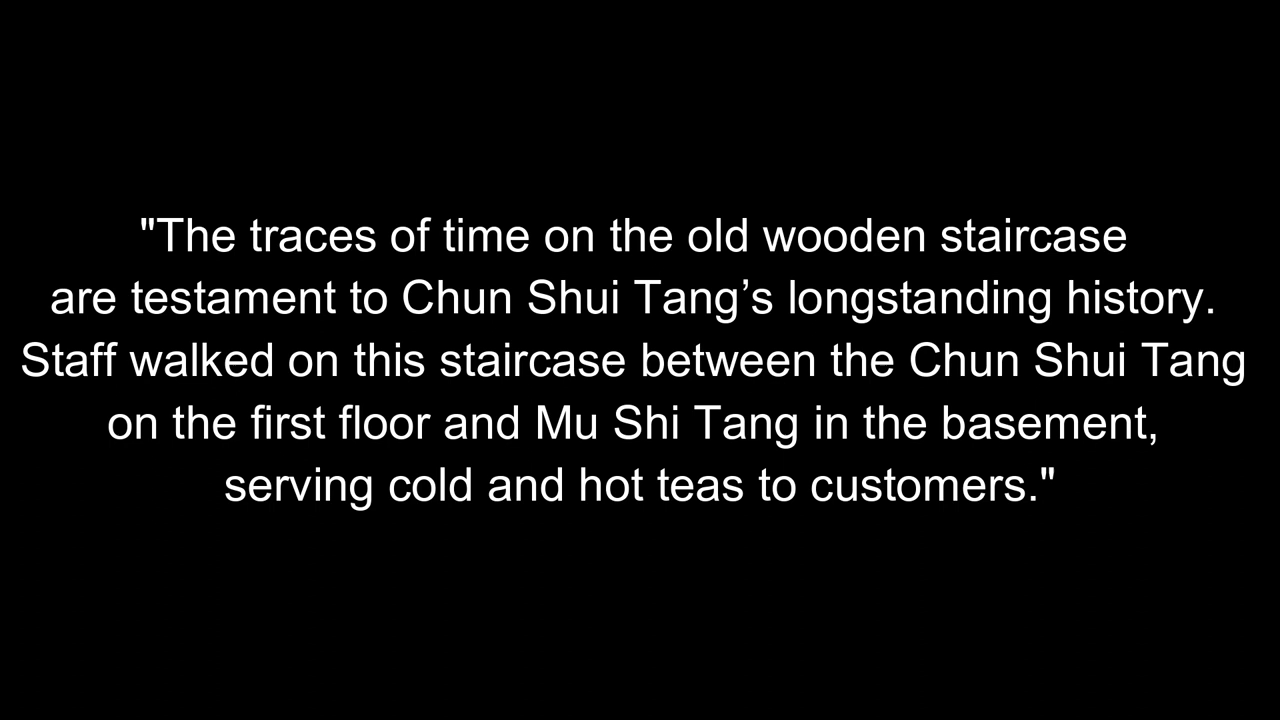 "The traces of time on the old wooden staircase
are testament to Chun Shui Tang’s longstanding history.
Staff walked on this staircase between the Chun Shui Tang
on the first floor and Mu Shi Tang in the basement,
serving cold and hot teas to customers."